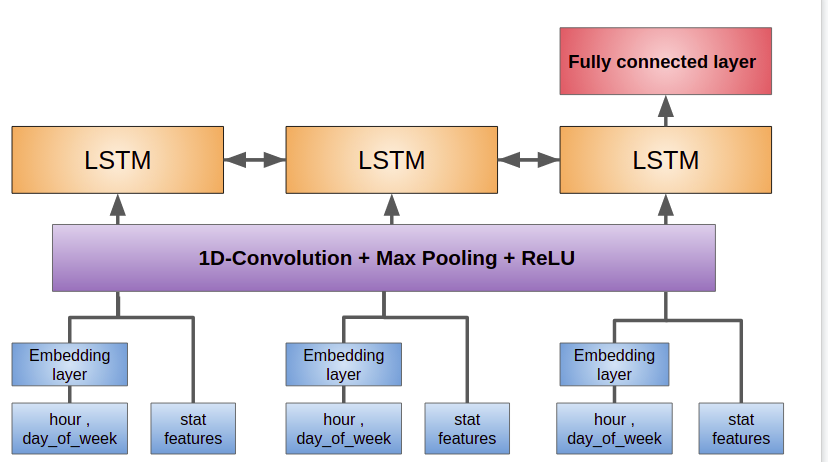 Fully connected layer
LSTM
LSTM
LSTM
1D-Convolution + Max Pooling + ReLU
Embedding
layer
Embedding
layer
Embedding
layer
hour ,
day_of_week
stat
features
hour ,
day_of_week
stat
features
hour ,
day_of_week
stat
features